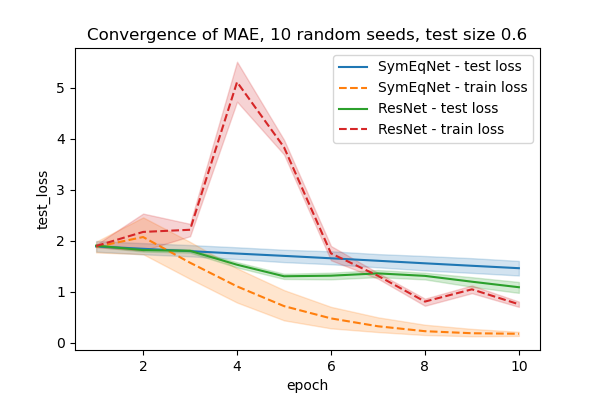 Convergence of MAE, 10 random seeds, test size 0.6
SymEqNet - test loss
SymEqNet - train loss
ResNet - test loss
ResNet - train loss
test_loss
5
4
3
2
1
0
2
4
6
8
10
epoch